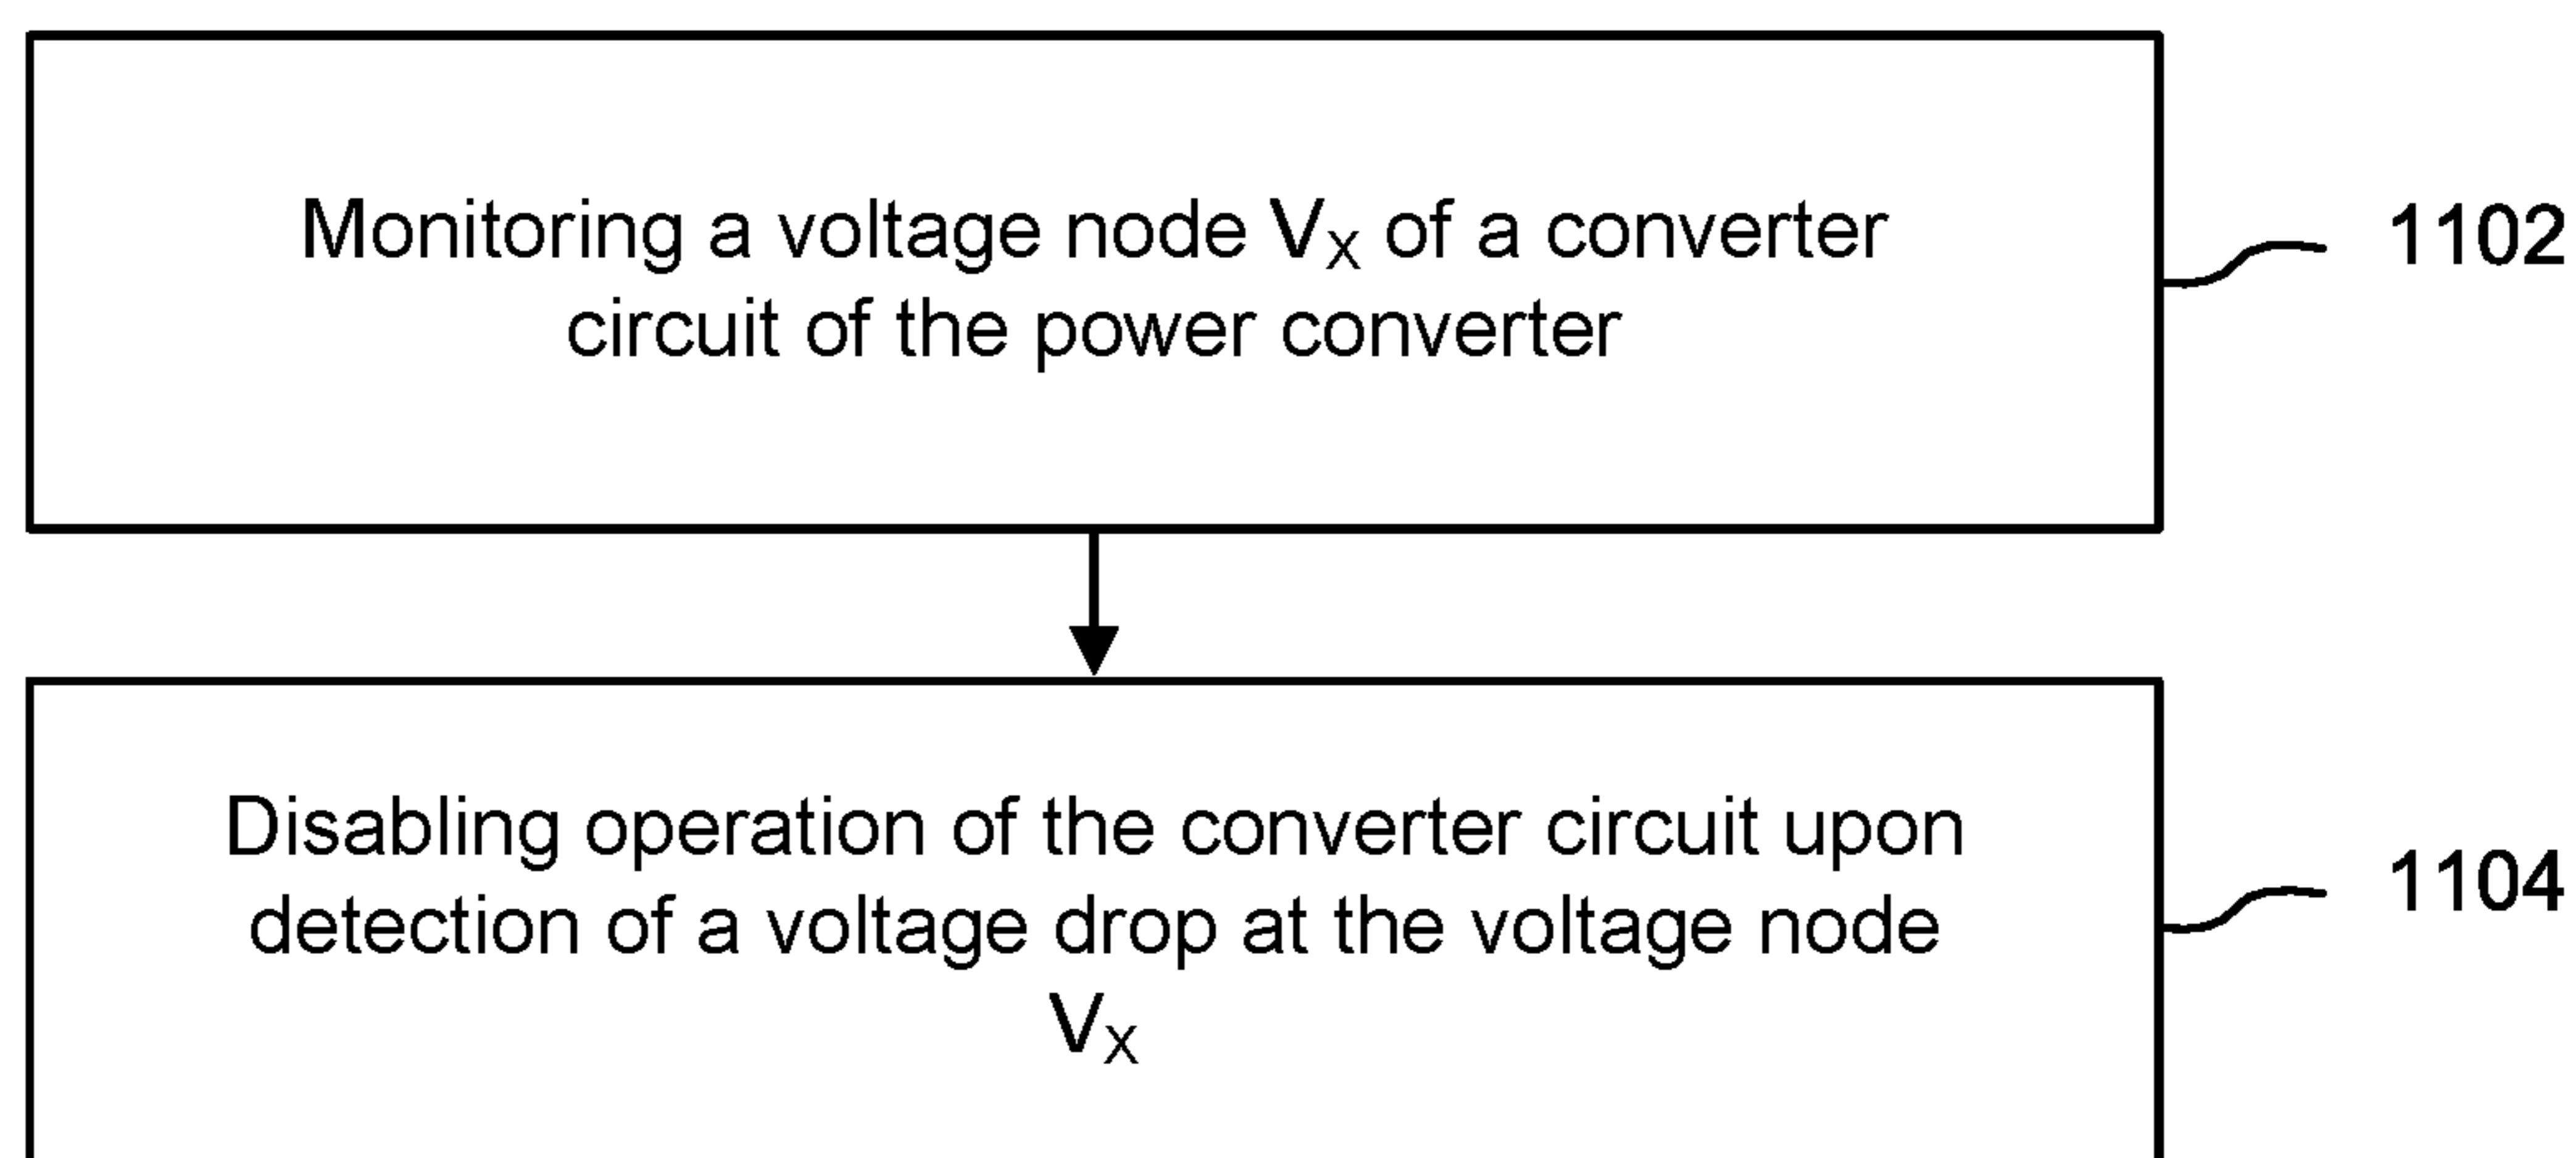 Monitoring a voltage node VX of a converter
circuit of the power converter
1102
Disabling operation of the converter circuit upon
detection of a voltage drop at the voltage node
VX
1104